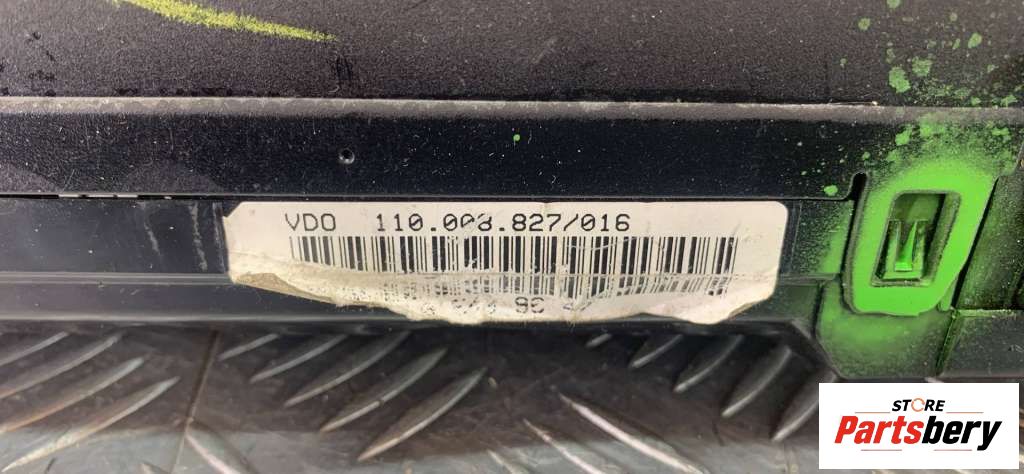 VDO 110.008.827/016
STORE
Partsbery